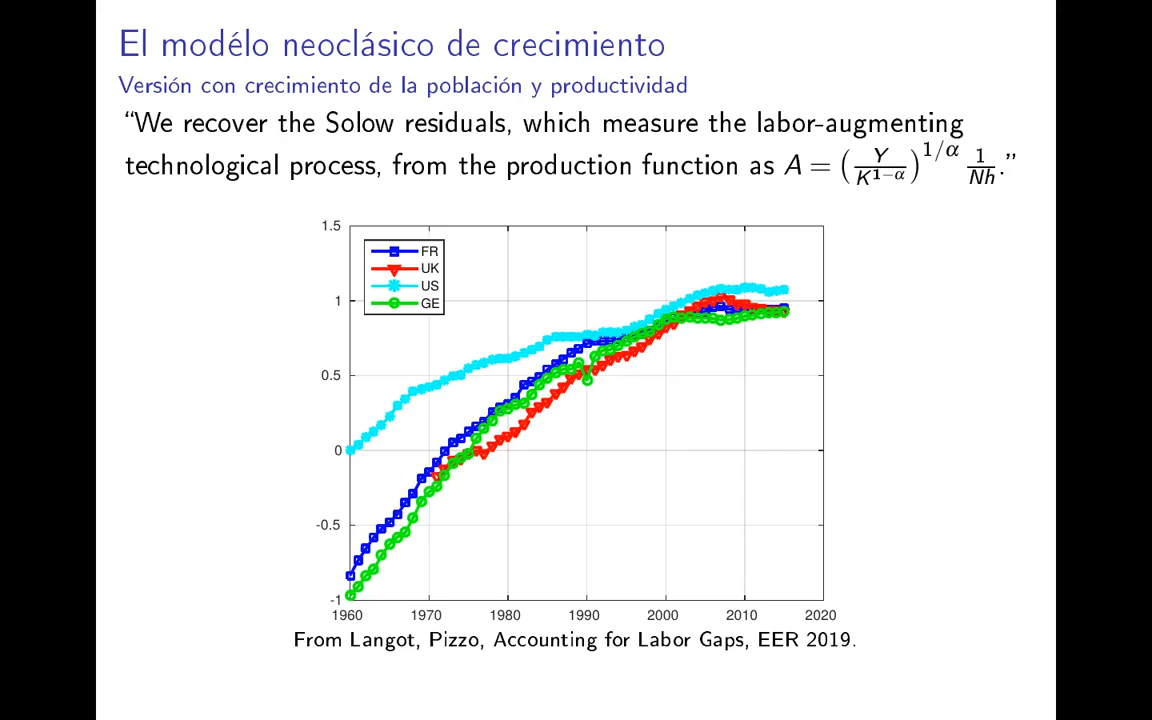 El modélo neoclásico de crecimiento
Versión con crecimiento de la población y productividad
“We recover the Solow residuals, which measure the labor-augmenting
technological process, from the production function as A = (Y/K^{1−α})^{1/α} 1/Nh.”
1.5
FR
UK
US
GE
1
0.5
0
-0.5
-1
1960 1970 1980 1990 2000 2010 2020
From Langot, Pizzo, Accounting for Labor Gaps, EER 2019.